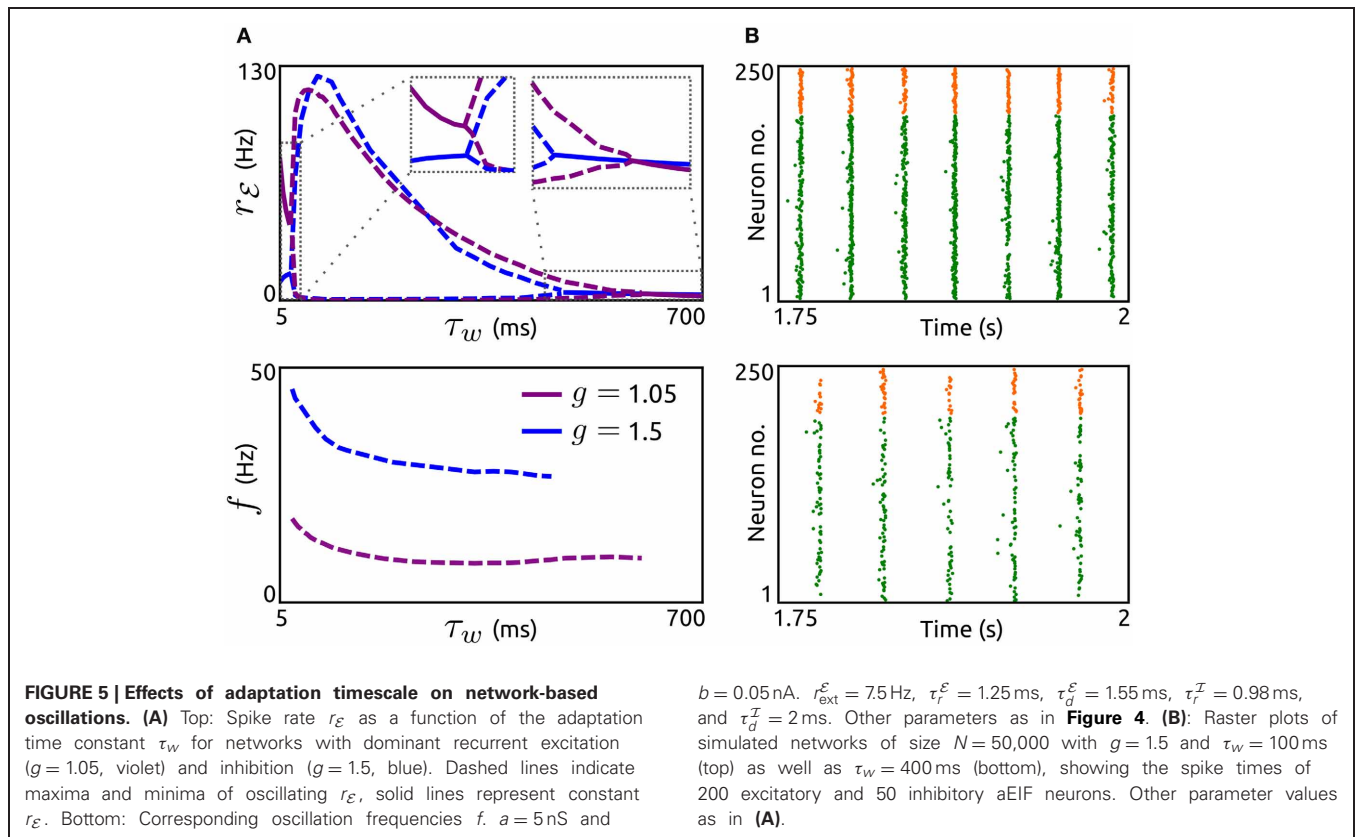 A
130
r_ℰ (Hz)
0
5
τ_w (ms)
700
50
g = 1.05
g = 1.5
f (Hz)
0
5
τ_w (ms)
700
B
250
Neuron no.
1
1.75
Time (s)
2
250
Neuron no.
1
1.75
Time (s)
2
FIGURE 5 | Effects of adaptation timescale on network-based
oscillations. (A) Top: Spike rate r_ℰ as a function of the adaptation
time constant τ_w for networks with dominant recurrent excitation
(g = 1.05, violet) and inhibition (g = 1.5, blue). Dashed lines indicate
maxima and minima of oscillating r_ℰ, solid lines represent constant
r_ℰ. Bottom: Corresponding oscillation frequencies f. a = 5 nS and
b = 0.05 nA. r_ext^ℰ = 7.5 Hz, τ_r^ℰ = 1.25 ms, τ_d^ℰ = 1.55 ms, τ_r^ℐ = 0.98 ms,
and τ_d^ℐ = 2 ms. Other parameters as in Figure 4. (B): Raster plots of
simulated networks of size N = 50,000 with g = 1.5 and τ_w = 100 ms
(top) as well as τ_w = 400 ms (bottom), showing the spike times of
200 excitatory and 50 inhibitory aEIF neurons. Other parameter values
as in (A).